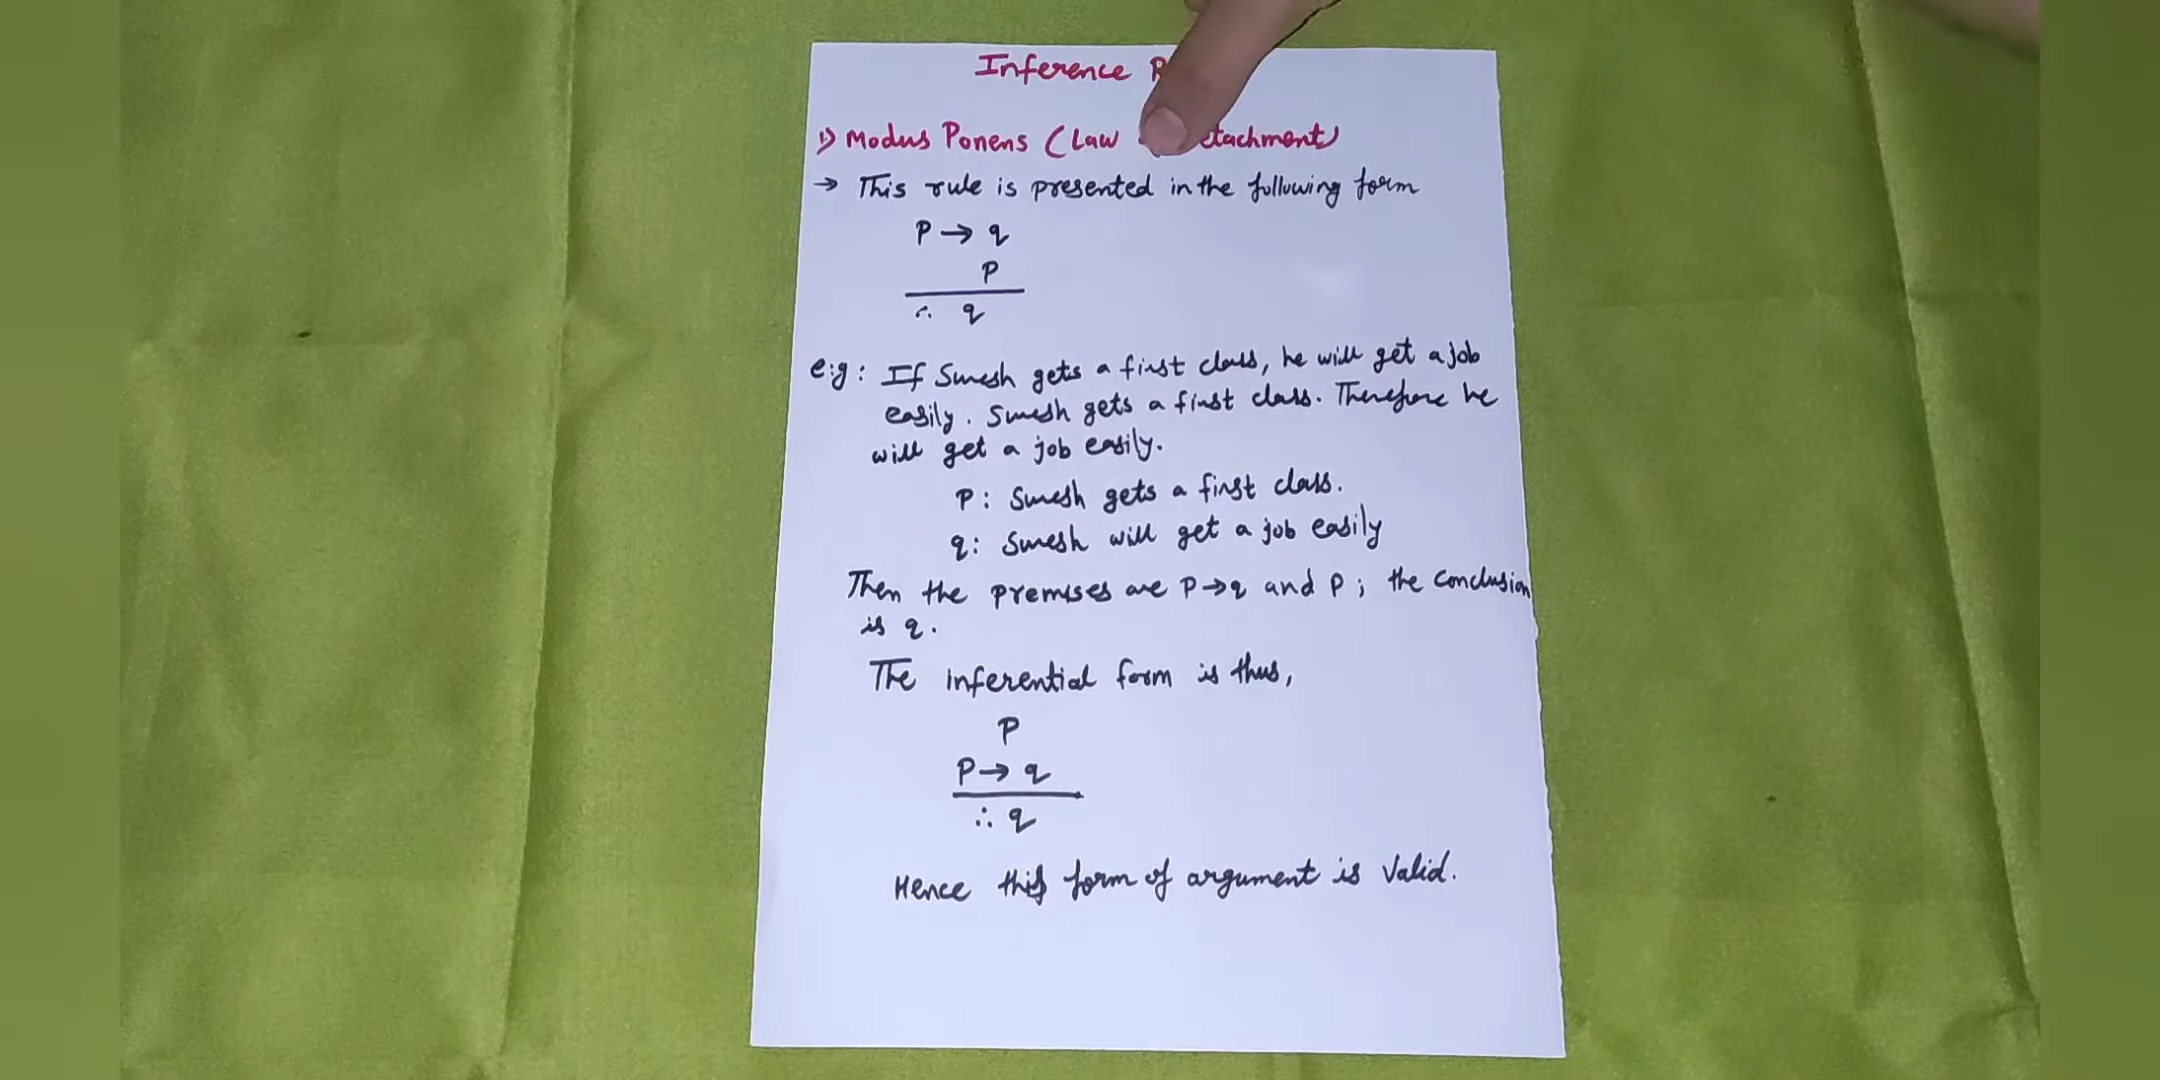 Inference
1) Modus Ponens (Law etachment)
→ This rule is presented in the following form
P → q
P
∴ q
e.g: If Suresh gets a first class, he will get a job
easily. Suresh gets a first class. Therefore he
will get a job easily.
P: Suresh gets a first class.
q: Suresh will get a job easily
Then the premises are P→q and P; the conclusion
is q.
The inferential form is thus,
P
P → q
∴ q
Hence this form of argument is Valid.